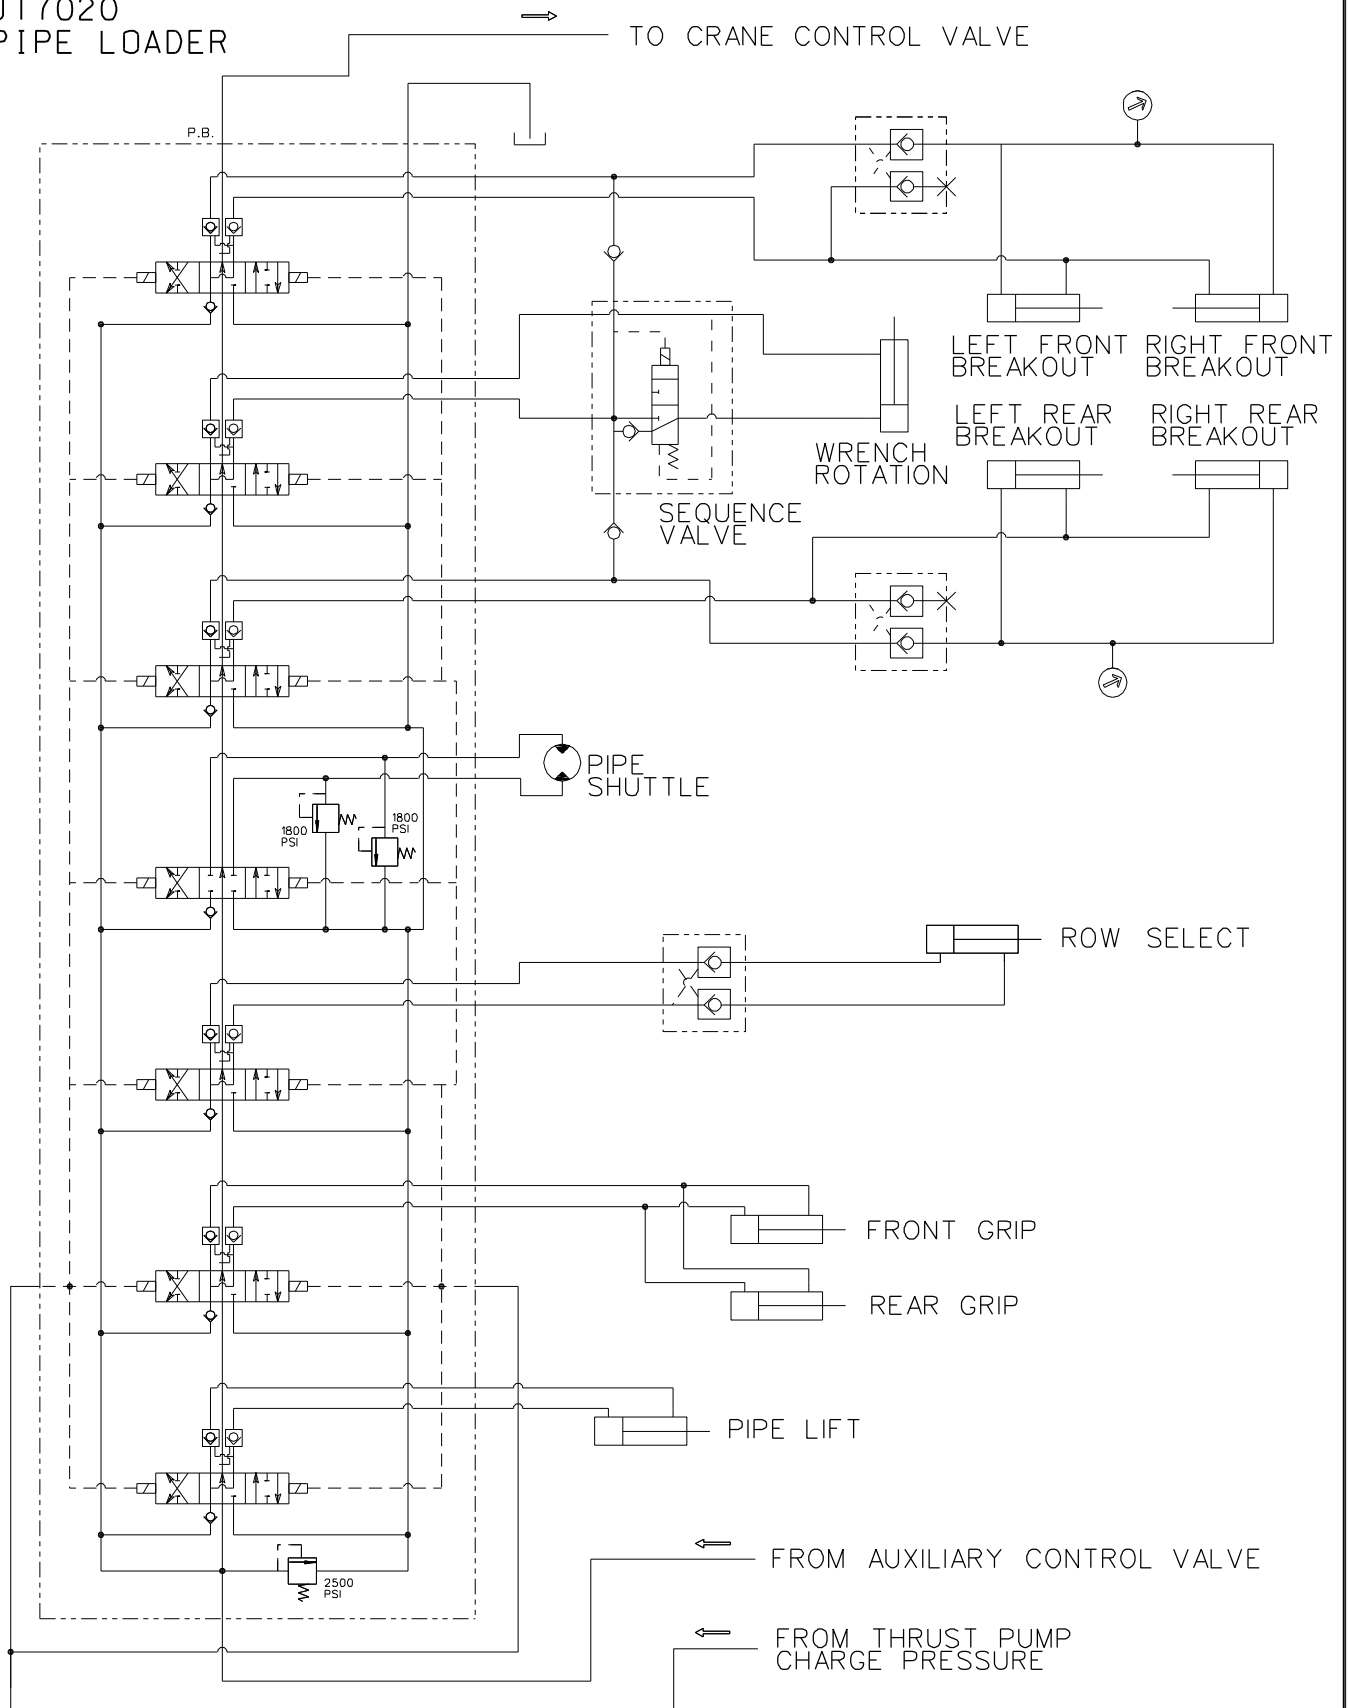 JT7020
PIPE LOADER
TO CRANE CONTROL VALVE
P.B.
LEFT FRONT
BREAKOUT
RIGHT FRONT
BREAKOUT
LEFT REAR
BREAKOUT
RIGHT REAR
BREAKOUT
WRENCH
ROTATION
SEQUENCE
VALVE
PIPE
SHUTTLE
1800
PSI
1800
PSI
ROW SELECT
FRONT GRIP
REAR GRIP
PIPE LIFT
FROM AUXILIARY CONTROL VALVE
2500
PSI
FROM THRUST PUMP
CHARGE PRESSURE